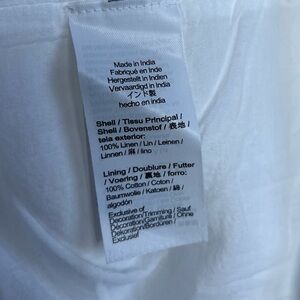 Made in India
Fabriqué en Inde
Hergestellt in Indien
Vervaardigd in India
インド製
hecho en india
Shell / Tissu Principal /
Shell / Bovenstof / 表地 /
tela exterior:
100% Linen / Lin / Leinen /
Linnen / 麻 / lino
Lining / Doublure / Futter
/ Voering / 裏地 / forro:
100% Cotton / Coton /
Baumwolle / Katoen / 綿 /
algodón
Exclusive of
Decoration/Trimming / Sauf
Décoration/Garniture / Ohne
Dekoration/Bordüren /
Exclusief